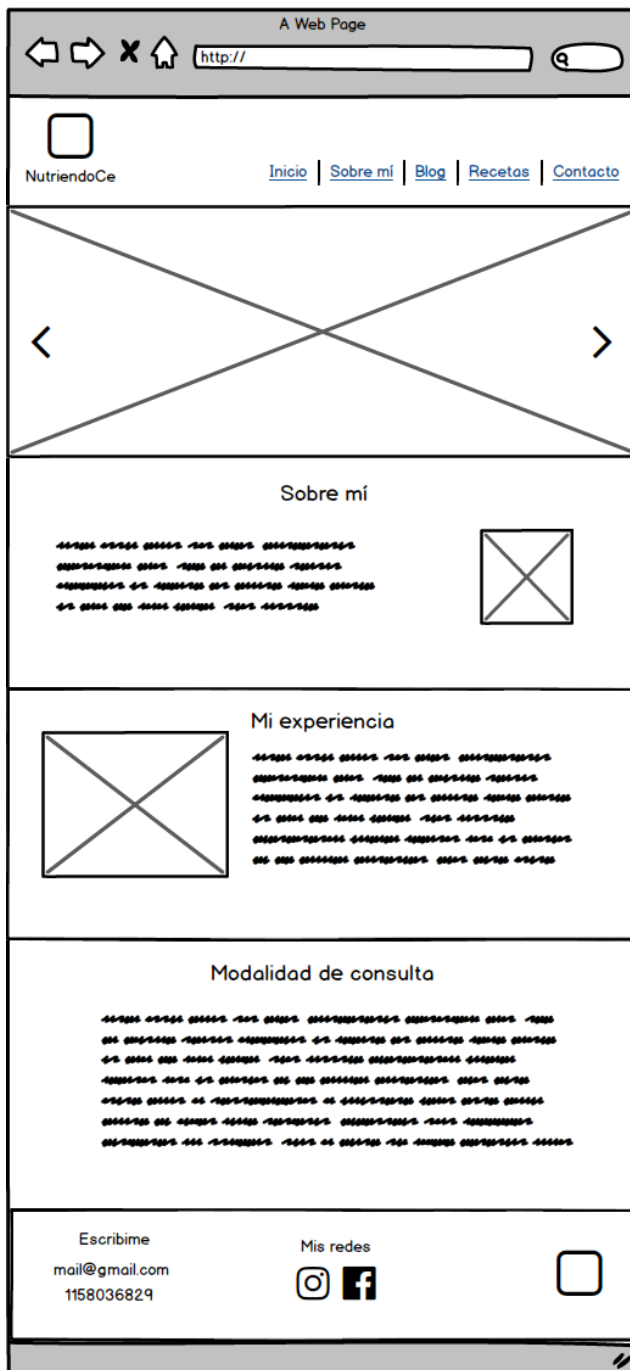 A Web Page
http://
NutriendoCe
Inicio | Sobre mí | Blog | Recetas | Contacto
Sobre mí
Mi experiencia
Modalidad de consulta
Escribime
mail@gmail.com
1158036829
Mis redes